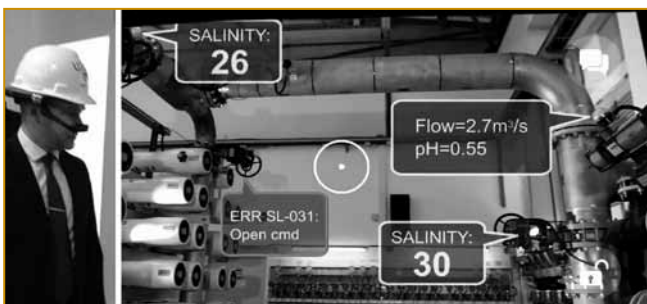 SALINITY:
26
Flow=2.7m³/s
pH=0.55
ERR SL-031:
Open cmd
SALINITY:
30